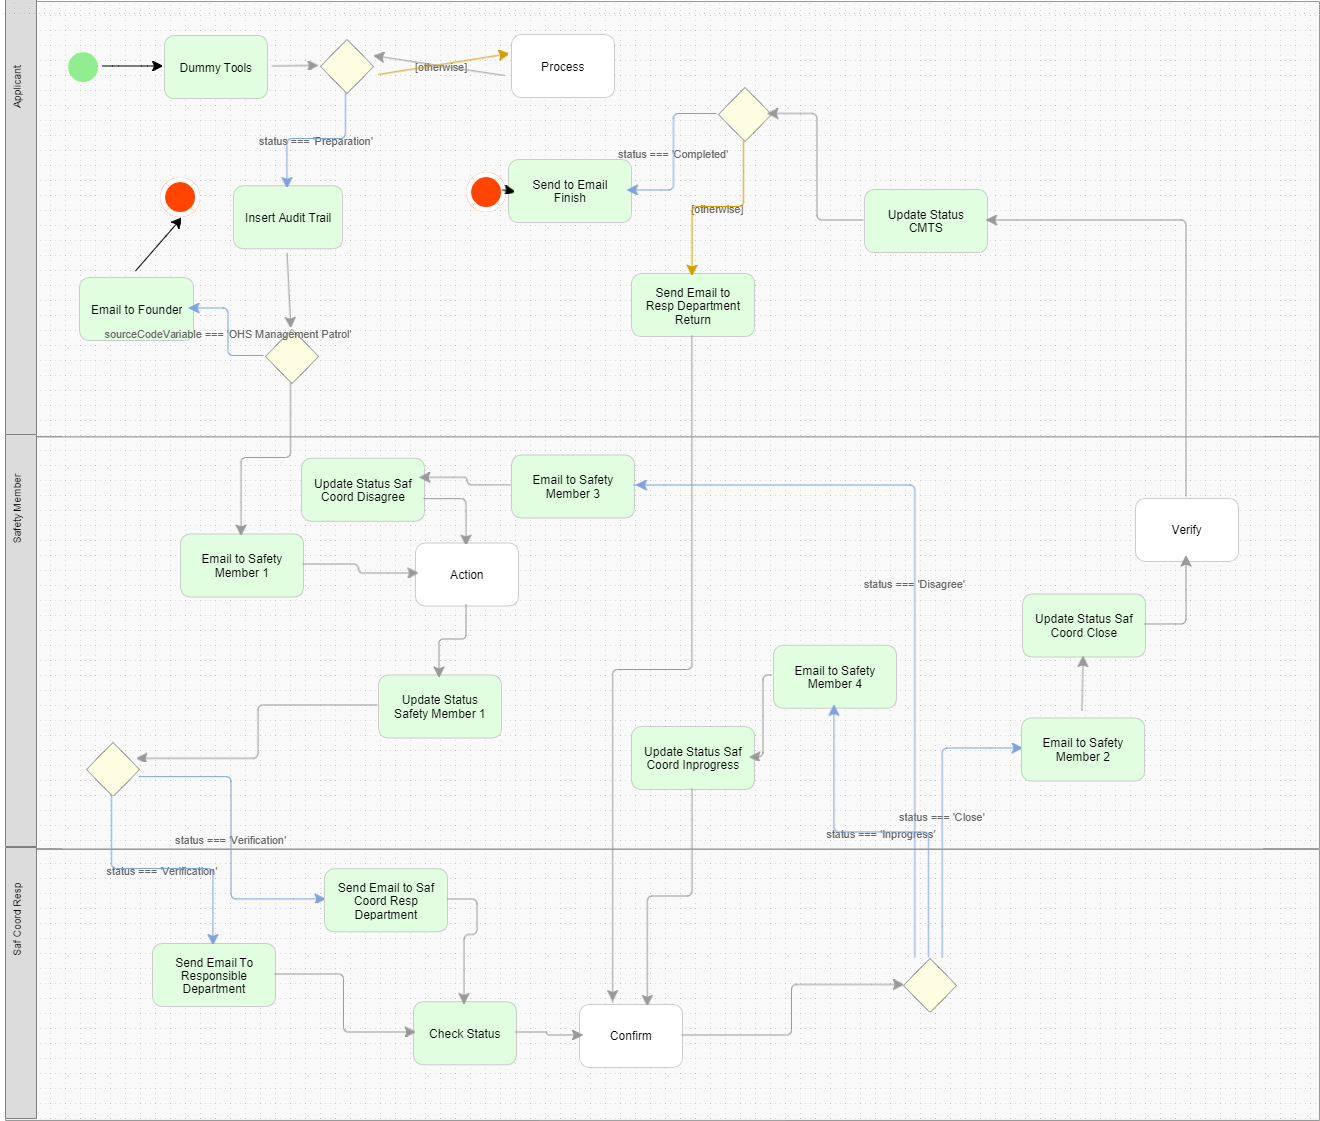 Applicant
Dummy Tools
[otherwise]
Process
status === 'Preparation'
status === 'Completed'
Send to Email
Finish
Insert Audit Trail
[otherwise]
Update Status
CMTS
Email to Founder
Send Email to
Resp Department
Return
sourceCodeVariable === 'OHS Management Patrol'
Safety Member
Update Status Saf
Coord Disagree
Email to Safety
Member 3
Verify
Email to Safety
Member 1
Action
status === 'Disagree'
Update Status Saf
Coord Close
Email to Safety
Member 4
Update Status
Safety Member 1
Update Status Saf
Coord Inprogress
Email to Safety
Member 2
status === 'Close'
status === 'Inprogress'
status === 'Verification'
Saf Coord Resp
status === 'Verification'
Send Email to Saf
Coord Resp
Department
Send Email To
Responsible
Department
Check Status
Confirm